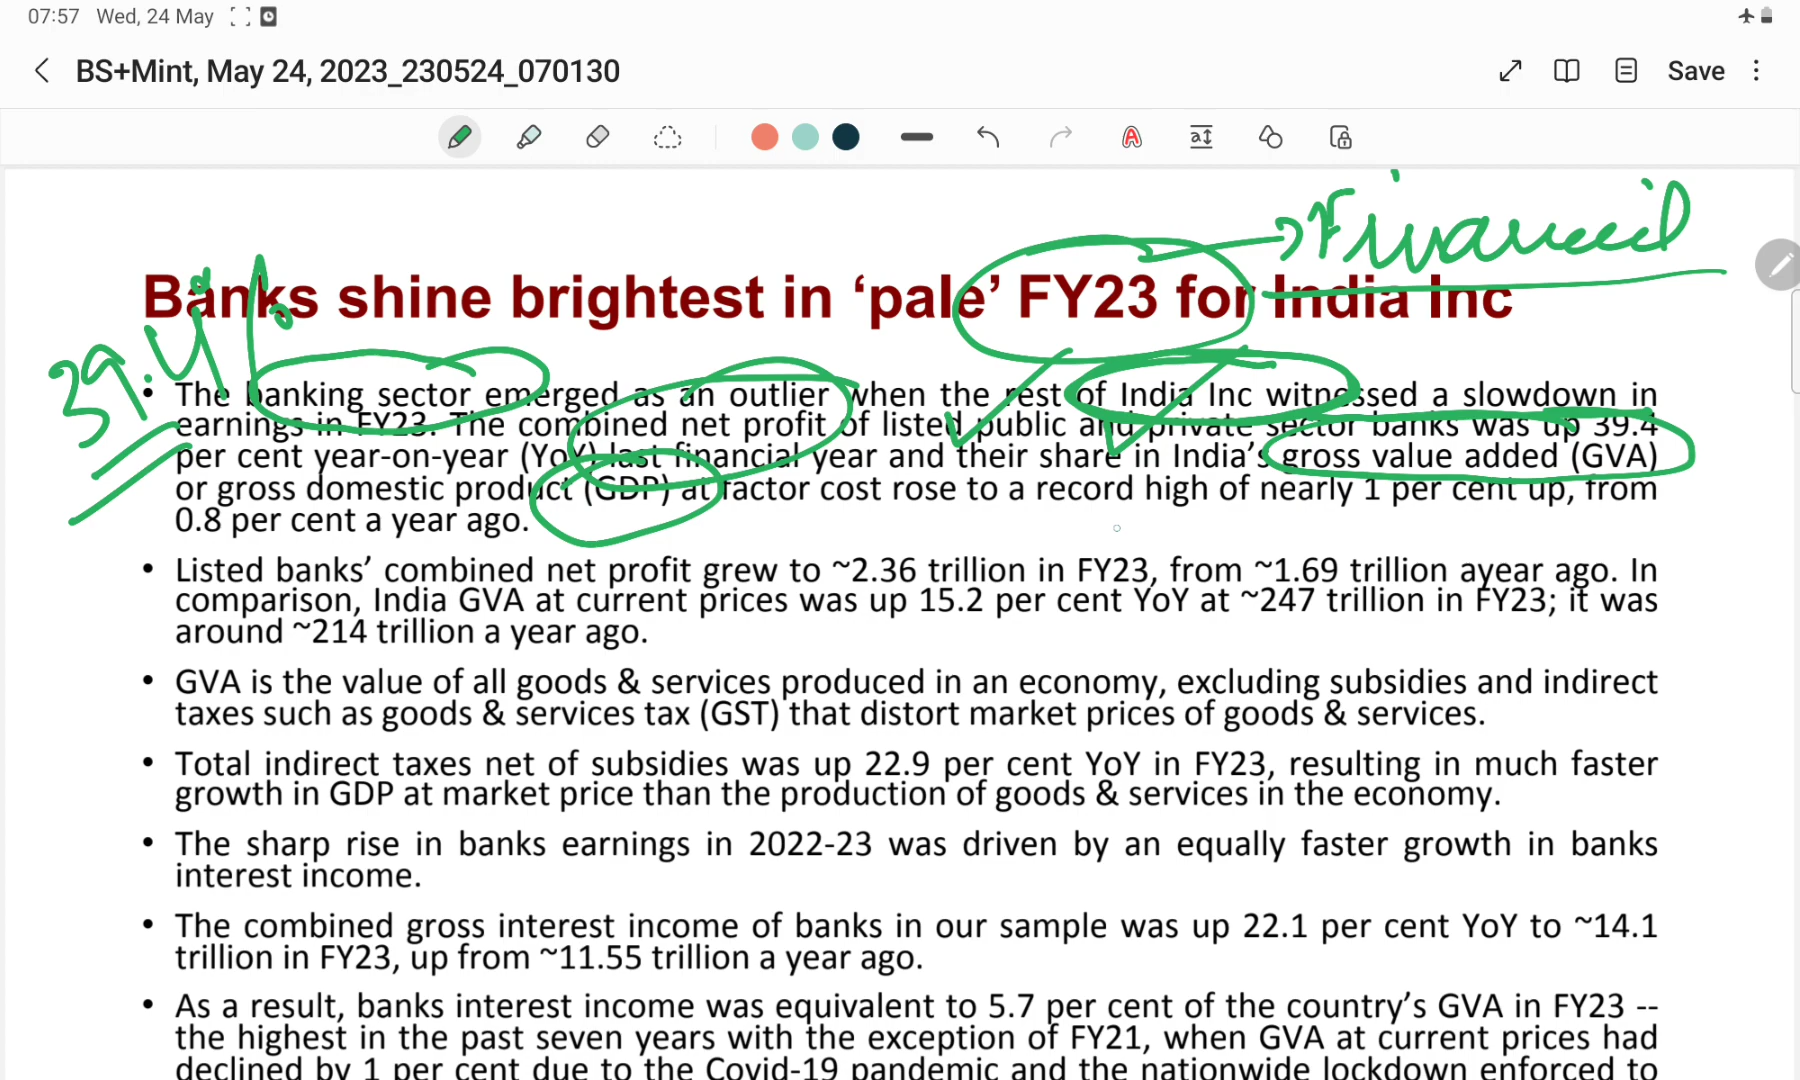 07:57 Wed, 24 May
BS+Mint, May 24, 2023_230524_070130
Save
Financial
Banks shine brightest in ‘pale’ FY23 for India Inc
39.4%
• The banking sector emerged as an outlier when the rest of India Inc witnessed a slowdown in
earnings in FY23. The combined net profit of listed public and private sector banks was up 39.4
per cent year-on-year (YoY) last financial year and their share in India’s gross value added (GVA)
or gross domestic product (GDP) at factor cost rose to a record high of nearly 1 per cent up, from
0.8 per cent a year ago.
• Listed banks’ combined net profit grew to ~2.36 trillion in FY23, from ~1.69 trillion ayear ago. In
comparison, India GVA at current prices was up 15.2 per cent YoY at ~247 trillion in FY23; it was
around ~214 trillion a year ago.
• GVA is the value of all goods & services produced in an economy, excluding subsidies and indirect
taxes such as goods & services tax (GST) that distort market prices of goods & services.
• Total indirect taxes net of subsidies was up 22.9 per cent YoY in FY23, resulting in much faster
growth in GDP at market price than the production of goods & services in the economy.
• The sharp rise in banks earnings in 2022-23 was driven by an equally faster growth in banks
interest income.
• The combined gross interest income of banks in our sample was up 22.1 per cent YoY to ~14.1
trillion in FY23, up from ~11.55 trillion a year ago.
• As a result, banks interest income was equivalent to 5.7 per cent of the country’s GVA in FY23 --
the highest in the past seven years with the exception of FY21, when GVA at current prices had
declined by 1 per cent due to the Covid-19 pandemic and the nationwide lockdown enforced to